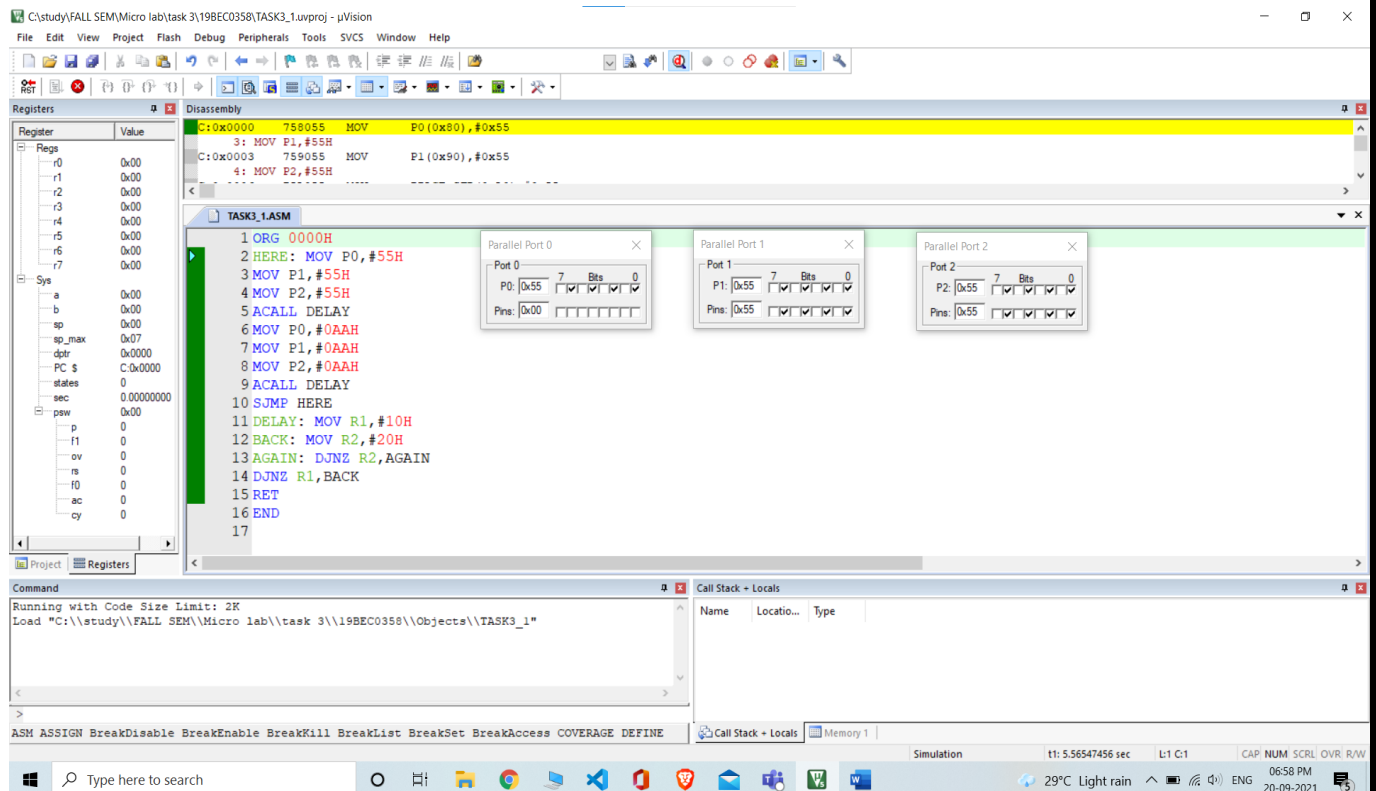 C:\study\FALL SEM\Micro lab\task 3\19BEC0358\TASK3_1.uvproj - µVision
File Edit View Project Flash Debug Peripherals Tools SVCS Window Help
RST
Registers
Register Value
Regs
r0 0x00
r1 0x00
r2 0x00
r3 0x00
r4 0x00
r5 0x00
r6 0x00
r7 0x00
Sys
a 0x00
b 0x00
sp 0x00
sp_max 0x07
dptr 0x0000
PC $ C:0x0000
states 0
sec 0.00000000
psw 0x00
p 0
f1 0
ov 0
rs 0
f0 0
ac 0
cy 0
Project Registers
Disassembly
C:0x0000 758055 MOV P0(0x80),#0x55
3: MOV P1,#55H
C:0x0003 759055 MOV P1(0x90),#0x55
4: MOV P2,#55H
TASK3_1.ASM
1 ORG 0000H
2 HERE: MOV P0,#55H
3 MOV P1,#55H
4 MOV P2,#55H
5 ACALL DELAY
6 MOV P0,#0AAH
7 MOV P1,#0AAH
8 MOV P2,#0AAH
9 ACALL DELAY
10 SJMP HERE
11 DELAY: MOV R1,#10H
12 BACK: MOV R2,#20H
13 AGAIN: DJNZ R2,AGAIN
14 DJNZ R1,BACK
15 RET
16 END
17
Parallel Port 0
Port 0
7 Bits 0
P0: 0x55
Pins: 0x00
Parallel Port 1
Port 1
7 Bits 0
P1: 0x55
Pins: 0x55
Parallel Port 2
Port 2
7 Bits 0
P2: 0x55
Pins: 0x55
Command
Running with Code Size Limit: 2K
Load "C:\\study\\FALL SEM\\Micro lab\\task 3\\19BEC0358\\Objects\\TASK3_1"
>
ASM ASSIGN BreakDisable BreakEnable BreakKill BreakList BreakSet BreakAccess COVERAGE DEFINE
Call Stack + Locals
Name Locatio... Type
Call Stack + Locals Memory 1
Simulation t1: 5.56547456 sec L:1 C:1 CAP NUM SCRL OVR R/W
Type here to search
29°C Light rain ENG
06:58 PM
20-09-2021
5